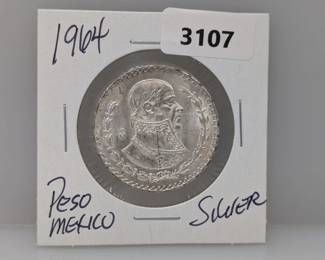 1964
3107
PESO
MEXICO
SILVER